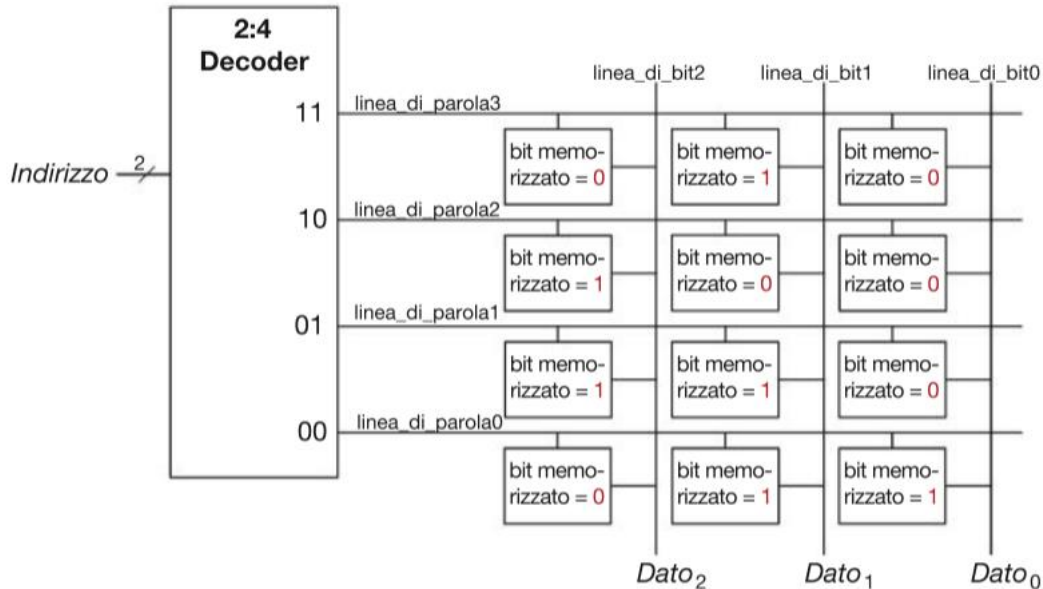 2:4
Decoder
linea_di_bit2 linea_di_bit1 linea_di_bit0
11 linea_di_parola3
bit memo- bit memo- bit memo-
rizzato = 0 rizzato = 1 rizzato = 0
Indirizzo 2
10 linea_di_parola2
bit memo- bit memo- bit memo-
rizzato = 1 rizzato = 0 rizzato = 0
01 linea_di_parola1
bit memo- bit memo- bit memo-
rizzato = 1 rizzato = 1 rizzato = 0
00 linea_di_parola0
bit memo- bit memo- bit memo-
rizzato = 0 rizzato = 1 rizzato = 1
Dato2 Dato1 Dato0